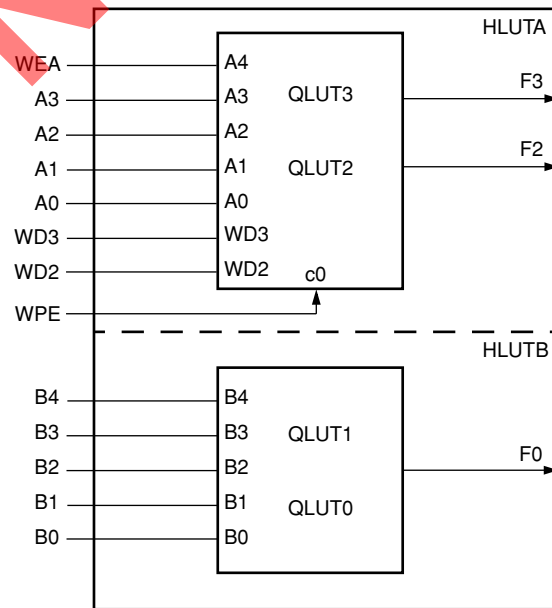 HLUTA
WEA A4 QLUT3 F3
A3 A3
A2 A2 F2
A1 A1 QLUT2
A0 A0
WD3 WD3
WD2 WD2
c0
WPE
HLUTB
B4 B4
B3 B3 QLUT1
B2 B2 F0
B1 B1 QLUT0
B0 B0